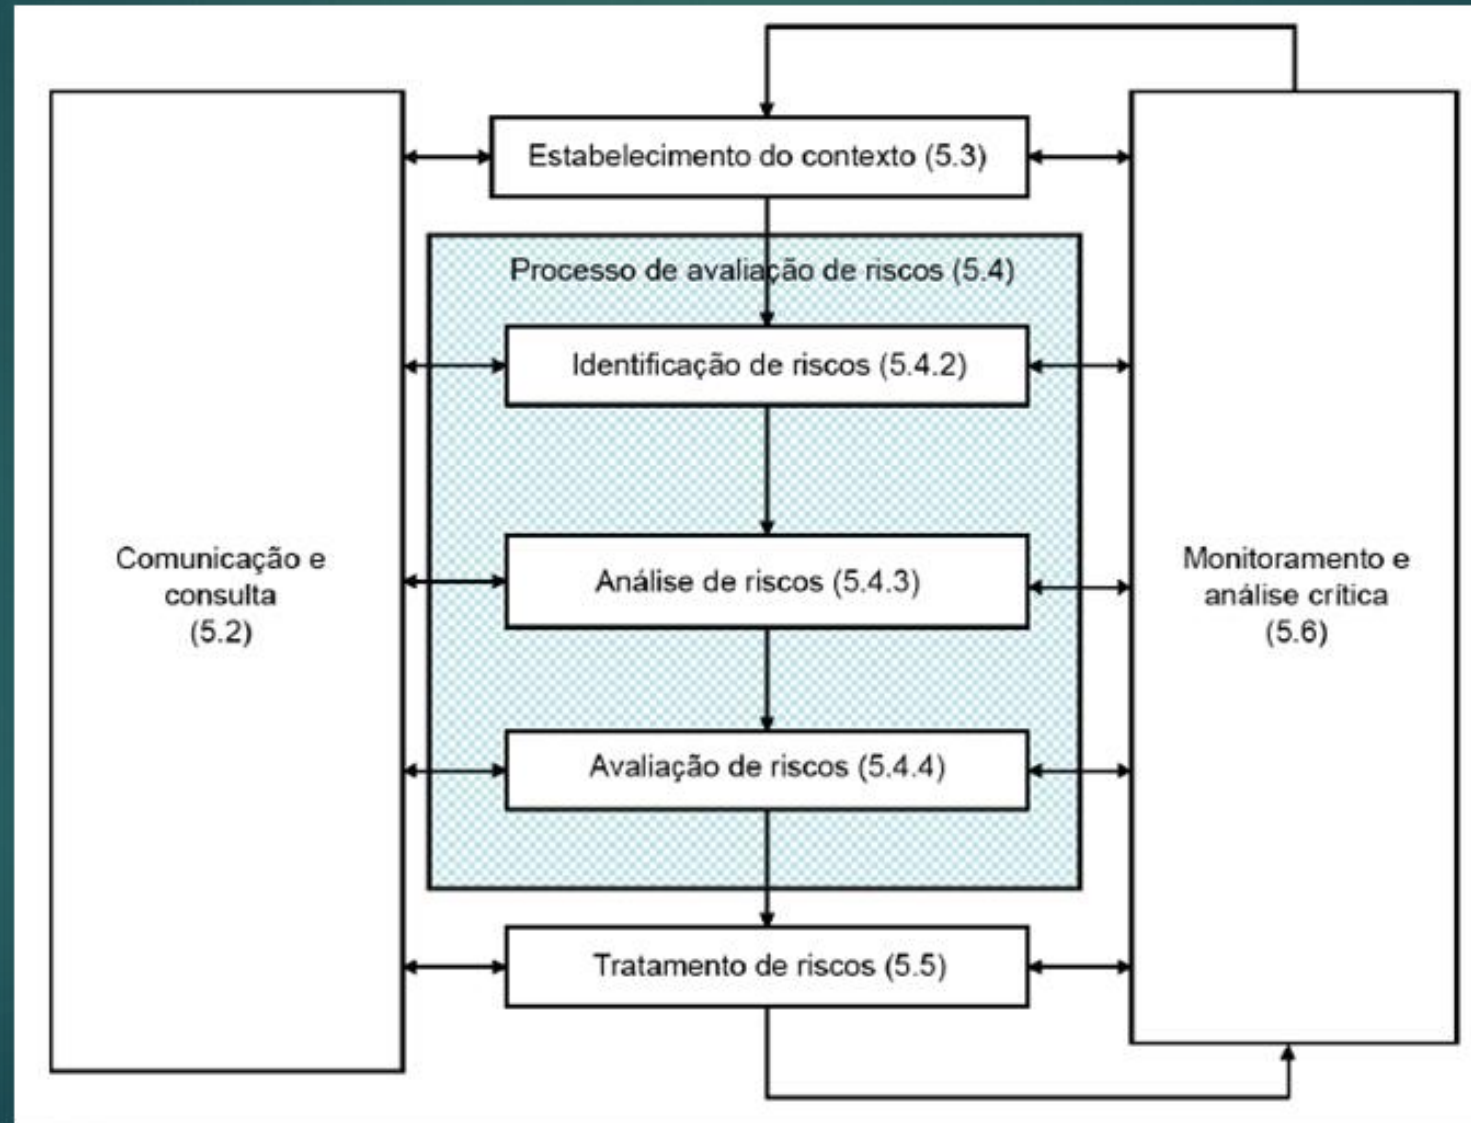 Estabelecimento do contexto (5.3)
Processo de avaliação de riscos (5.4)
Identificação de riscos (5.4.2)
Comunicação e
consulta
(5.2)
Análise de riscos (5.4.3)
Monitoramento e
análise crítica
(5.6)
Avaliação de riscos (5.4.4)
Tratamento de riscos (5.5)